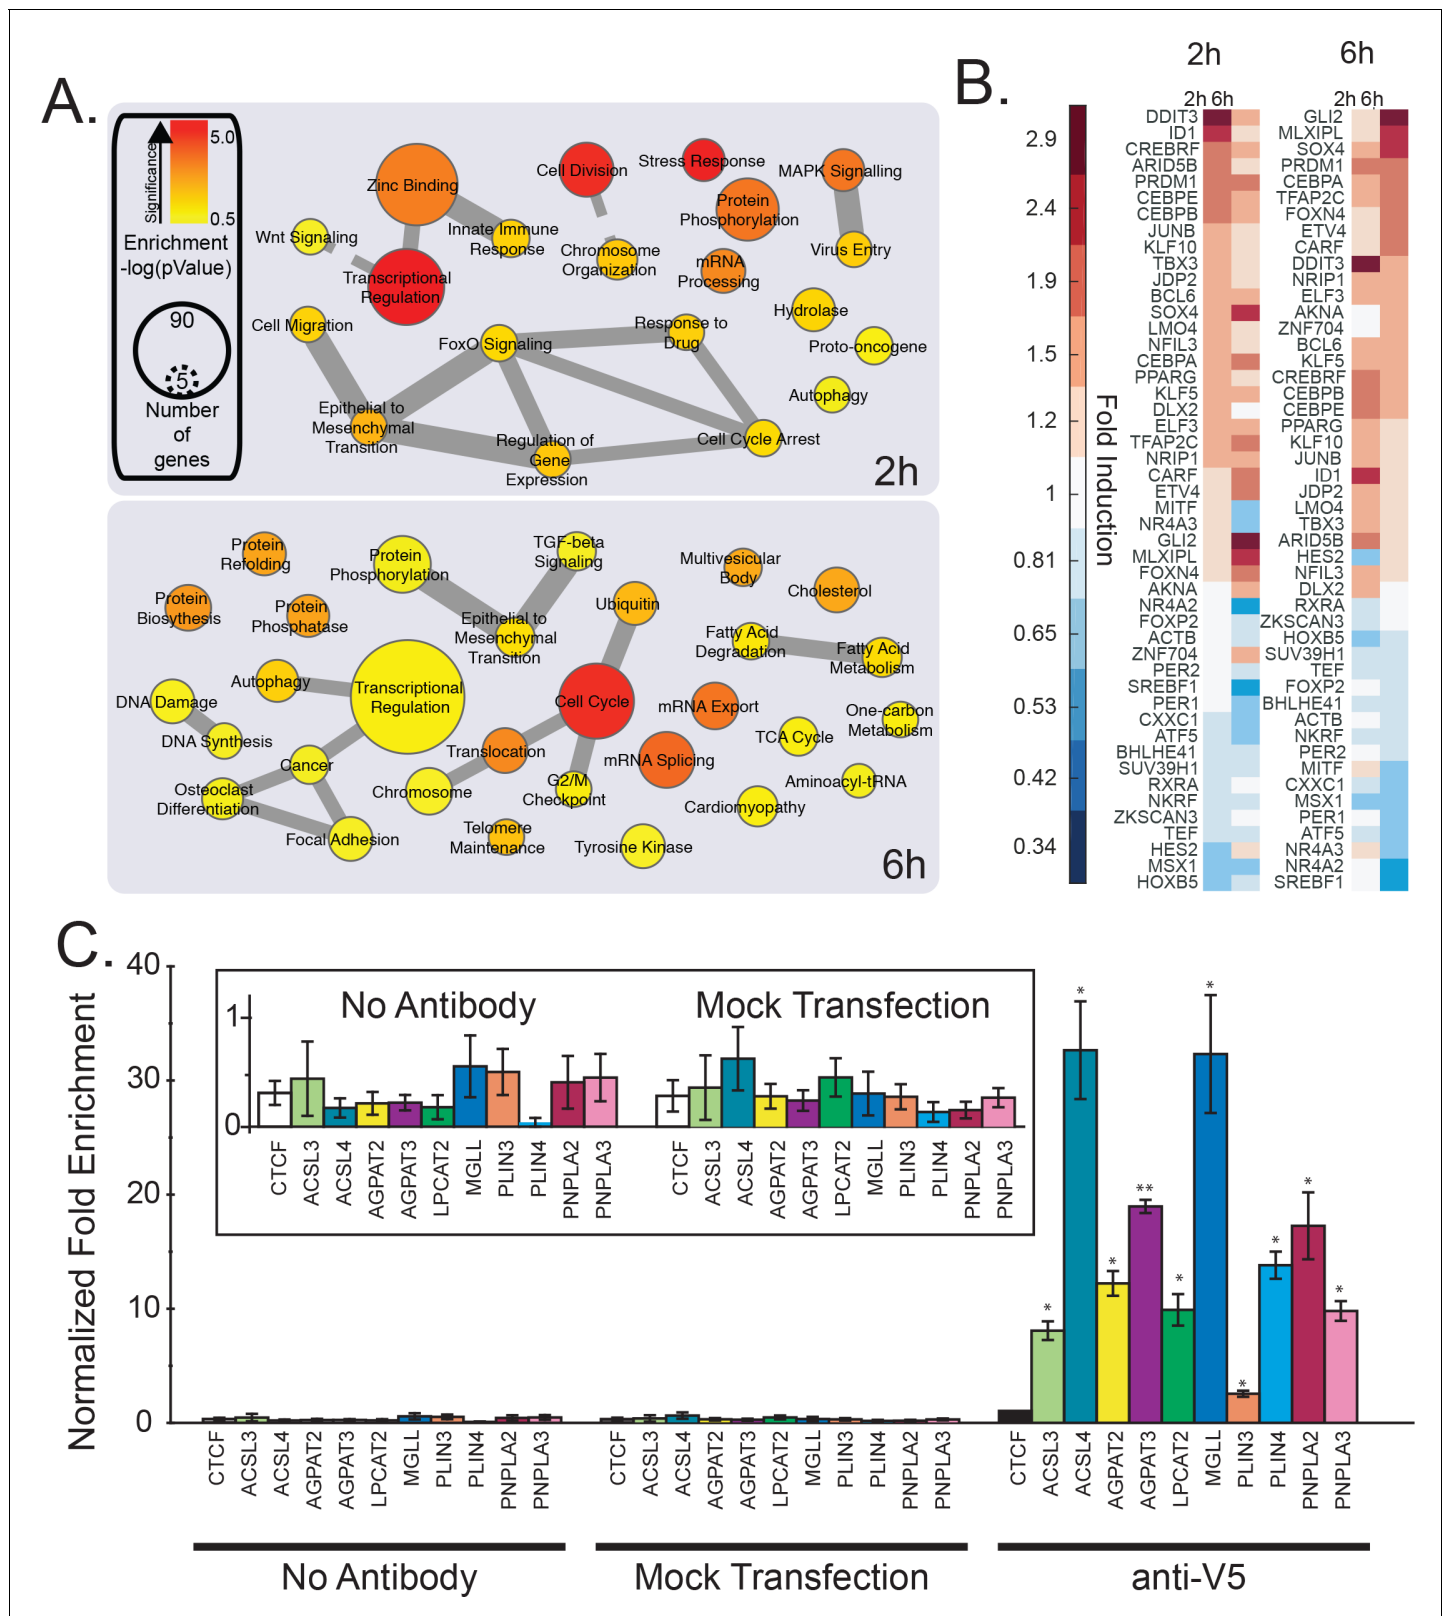 A.
Significance
5.0
0.5
Enrichment
-log(pValue)
90
5
Number
of
genes
Zinc Binding
Cell Division
Stress Response
MAPK Signalling
Protein
Phosphorylation
Wnt Signaling
Innate Immune
Response
Chromosome
Organization
Virus Entry
mRNA
Processing
Transcriptional
Regulation
Hydrolase
Cell Migration
FoxO Signaling
Response to
Drug
Proto-oncogene
Autophagy
Epithelial to
Mesenchymal
Transition
Regulation of
Gene
Expression
Cell Cycle Arrest
2h
Protein
Refolding
Protein
Phosphorylation
TGF-beta
Signaling
Multivesicular
Body
Cholesterol
Protein
Biosythesis
Protein
Phosphatase
Epithelial to
Mesenchymal
Transition
Ubiquitin
Fatty Acid
Degradation
Fatty Acid
Metabolism
Autophagy
Transcriptional
Regulation
DNA Damage
Cell Cycle
mRNA Export
One-carbon
Metabolism
DNA Synthesis
Translocation
TCA Cycle
Cancer
mRNA Splicing
Osteoclast
Differentiation
Chromosome
G2/M
Checkpoint
Aminoacyl-tRNA
Cardiomyopathy
Focal Adhesion
Telomere
Maintenance
Tyrosine Kinase
6h
B.
2.9
2.4
1.9
1.5
1.2
1
0.81
0.65
0.53
0.42
0.34
Fold Induction
2h
2h 6h
DDIT3
ID1
CREBRF
ARID5B
PRDM1
CEBPE
CEBPB
JUNB
KLF10
TBX3
JDP2
BCL6
SOX4
LMO4
NFIL3
CEBPA
PPARG
KLF5
DLX2
ELF3
TFAP2C
NRIP1
CARF
ETV4
MITF
NR4A3
GLI2
MLXIPL
FOXN4
AKNA
NR4A2
FOXP2
ACTB
ZNF704
PER2
SREBF1
PER1
CXXC1
ATF5
BHLHE41
SUV39H1
RXRA
NKRF
ZKSCAN3
TEF
HES2
MSX1
HOXB5
6h
2h 6h
GLI2
MLXIPL
SOX4
PRDM1
CEBPA
TFAP2C
FOXN4
ETV4
CARF
DDIT3
NRIP1
ELF3
AKNA
ZNF704
BCL6
KLF5
CREBRF
CEBPB
CEBPE
PPARG
KLF10
JUNB
ID1
JDP2
LMO4
TBX3
ARID5B
HES2
NFIL3
DLX2
RXRA
ZKSCAN3
HOXB5
SUV39H1
TEF
FOXP2
BHLHE41
ACTB
NKRF
PER2
MITF
CXXC1
MSX1
PER1
ATF5
NR4A3
NR4A2
SREBF1
C.
Normalized Fold Enrichment
40
30
20
10
0
No Antibody
Mock Transfection
1
0
CTCF
ACSL3
ACSL4
AGPAT2
AGPAT3
LPCAT2
MGLL
PLIN3
PLIN4
PNPLA2
PNPLA3
CTCF
ACSL3
ACSL4
AGPAT2
AGPAT3
LPCAT2
MGLL
PLIN3
PLIN4
PNPLA2
PNPLA3
*
*
*
**
*
*
*
*
*
*
CTCF
ACSL3
ACSL4
AGPAT2
AGPAT3
LPCAT2
MGLL
PLIN3
PLIN4
PNPLA2
PNPLA3
CTCF
ACSL3
ACSL4
AGPAT2
AGPAT3
LPCAT2
MGLL
PLIN3
PLIN4
PNPLA2
PNPLA3
CTCF
ACSL3
ACSL4
AGPAT2
AGPAT3
LPCAT2
MGLL
PLIN3
PLIN4
PNPLA2
PNPLA3
No Antibody
Mock Transfection
anti-V5